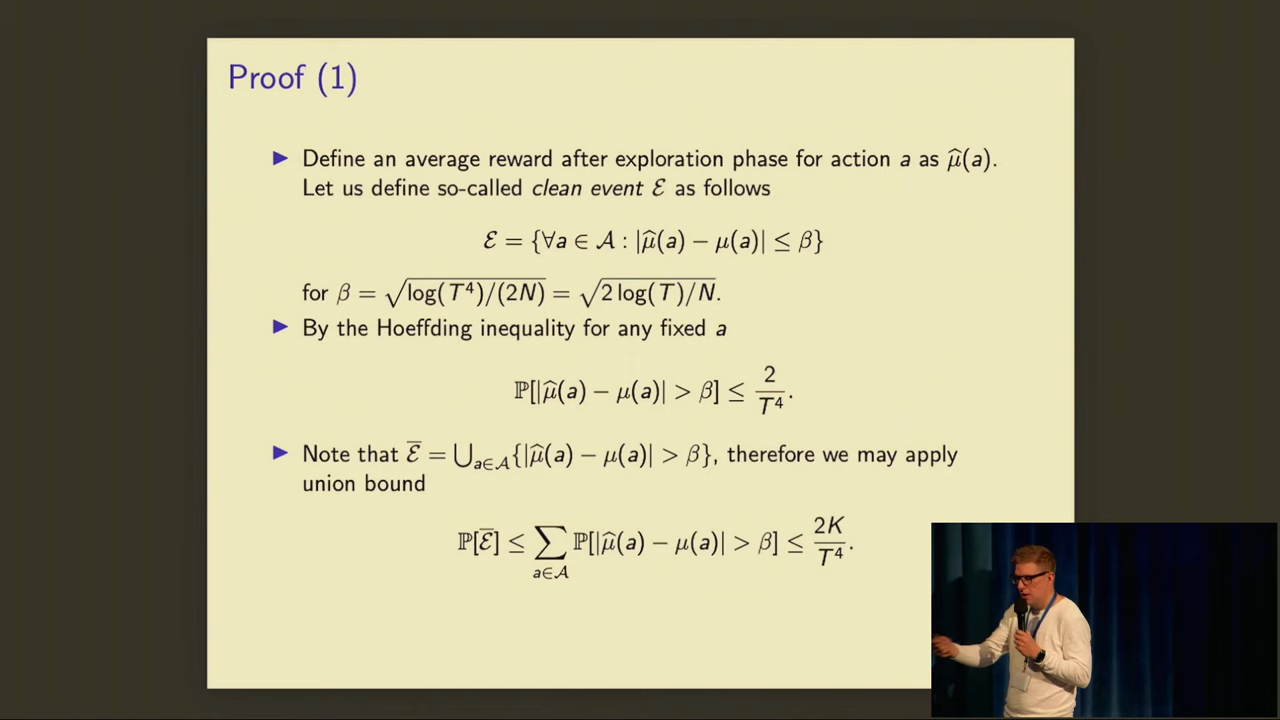 Proof (1)
▶ Define an average reward after exploration phase for action a as μ̂(a).
Let us define so-called clean event ℰ as follows
ℰ = {∀a ∈ 𝒜 : |μ̂(a) − μ(a)| ≤ β}
for β = √(log(T⁴)/(2N)) = √(2 log(T)/N).
▶ By the Hoeffding inequality for any fixed a
ℙ[|μ̂(a) − μ(a)| > β] ≤ 2/T⁴.
▶ Note that ℰ̅ = ⋃_{a∈𝒜}{|μ̂(a) − μ(a)| > β}, therefore we may apply
union bound
ℙ[ℰ̅] ≤ ∑_{a∈𝒜} ℙ[|μ̂(a) − μ(a)| > β] ≤ 2K/T⁴.